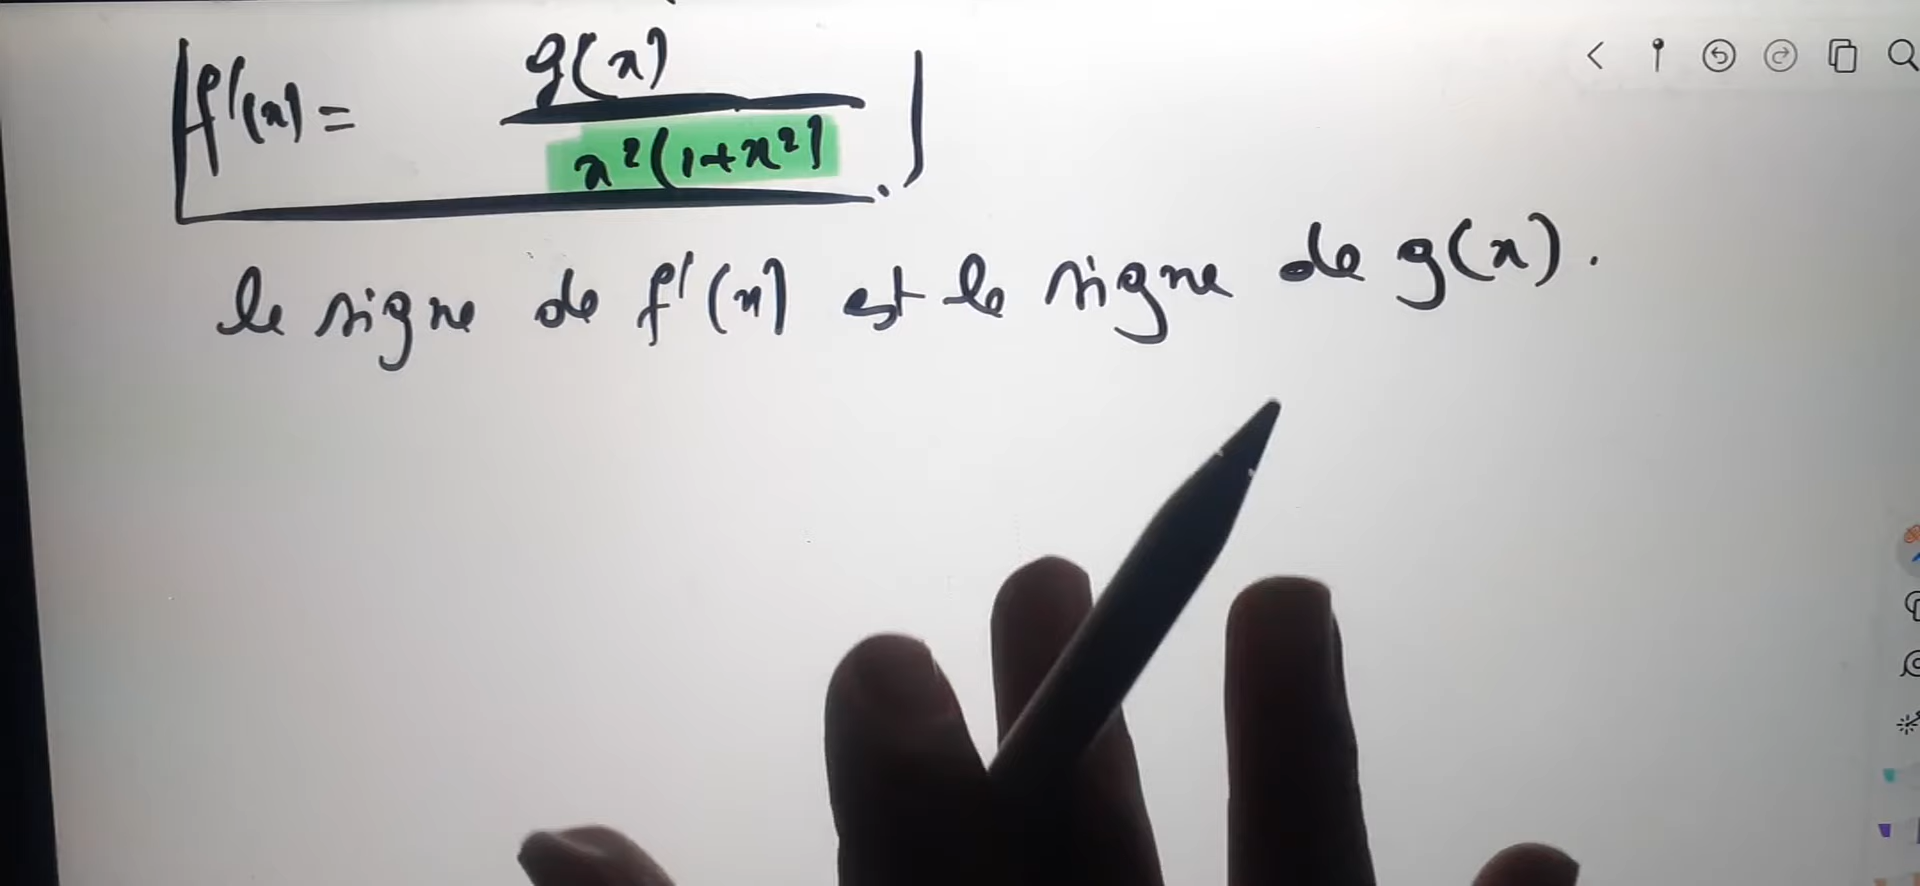 f'(x) = g(x) / x²(1+x²)
le signe de f'(x) est le signe de g(x).